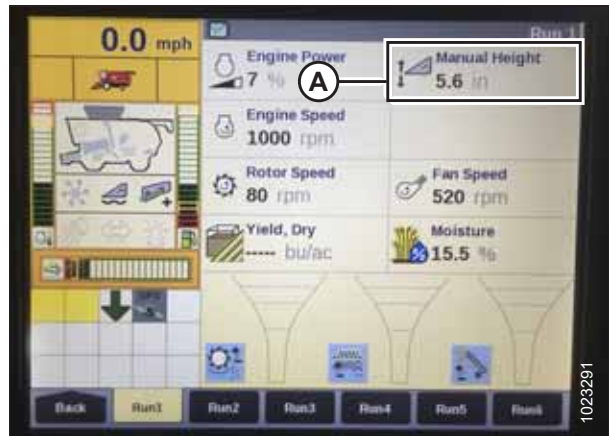 0.0 mph
Run 1
Engine Power
7 %
A
Manual Height
5.6 in
Engine Speed
1000 rpm
Rotor Speed
80 rpm
Fan Speed
520 rpm
Yield, Dry
----- bu/ac
Moisture
15.5 %
Back
Run1
Run2
Run3
Run4
Run5
Run6
1023291